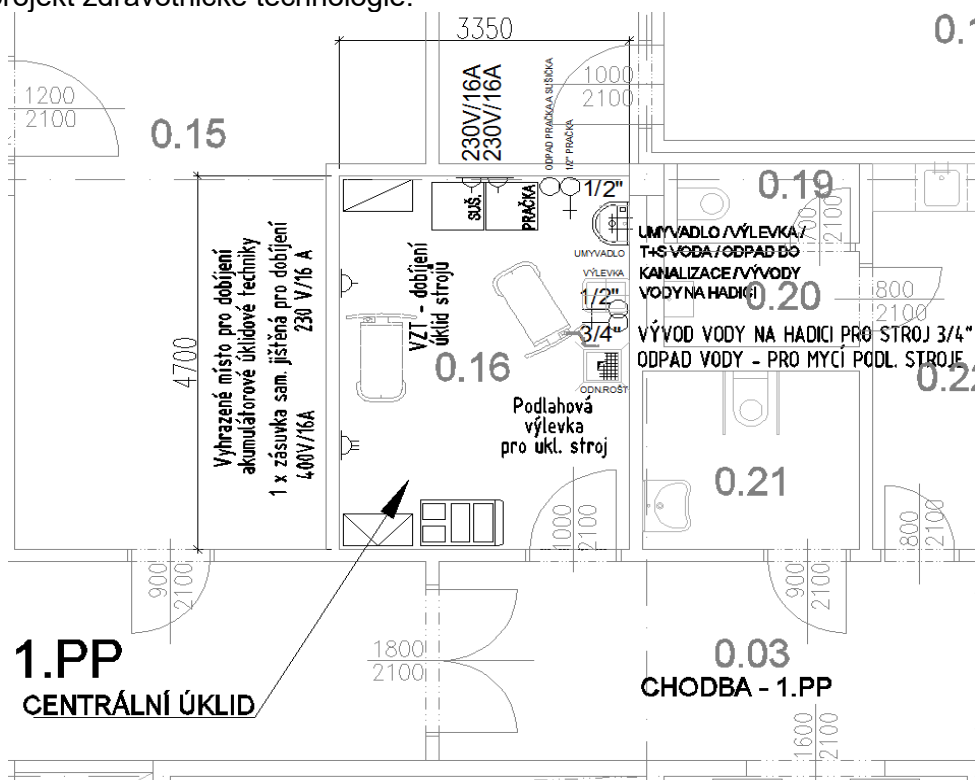 projekt zdravotnické technologie.
3350
0.1
1200
2100
0.15
230V/16A
230V/16A
ODPAD PRAČKA A SUŠIČKA
1/2" PRAČKA
1000
2100
0.19
700
2100
SUŠ.
PRAČKA
1/2"
UMYVADLO
VÝLEVKA
1/2"
3/4"
ODN.ROŠT
UMYVADLO /VÝLEVKA /
T+S VODA / ODPAD DO
KANALIZACE / VÝVODY
VODY NA HADICI
0.20
800
2100
VÝVOD VODY NA HADICI PRO STROJ 3/4"
ODPAD VODY - PRO MYCÍ PODL. STROJE
0.22
4700
Vyhrazené místo pro dobíjení
akumulátorové úklidové techniky
1 x zásuvka sam. jištěná pro dobíjení
230 V/16 A
400V/16A
VZT - dobíjení
úklid strojů
0.16
Podlahová
výlevka
pro úkl. stroj
0.21
1000
2100
800
2100
900
2100
900
2100
1.PP
CENTRÁLNÍ ÚKLID
1800
2100
0.03
CHODBA - 1.PP
1600
2100